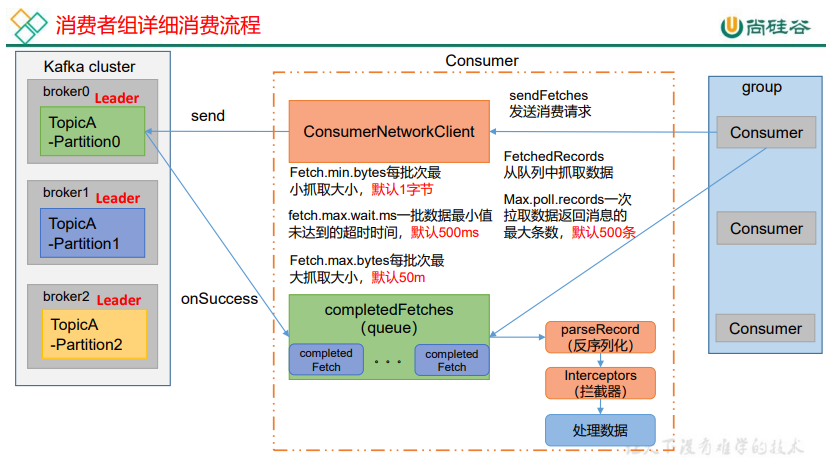 消费者组详细消费流程
尚硅谷
Kafka cluster
broker0
Leader
TopicA
-Partition0
broker1
Leader
TopicA
-Partition1
broker2
Leader
TopicA
-Partition2
send
onSuccess
Consumer
ConsumerNetworkClient
Fetch.min.bytes每批次最
小抓取大小，默认1字节
fetch.max.wait.ms一批数据最小值
未达到的超时时间，默认500ms
Fetch.max.bytes每批次最
大抓取大小，默认50m
completedFetches
（queue）
completed
Fetch
· · ·
completed
Fetch
sendFetches
发送消费请求
FetchedRecords
从队列中抓取数据
Max.poll.records一次
拉取数据返回消息的
最大条数，默认500条
parseRecord
（反序列化）
Interceptors
（拦截器）
处理数据
group
Consumer
Consumer
Consumer
让天下没有难学的技术